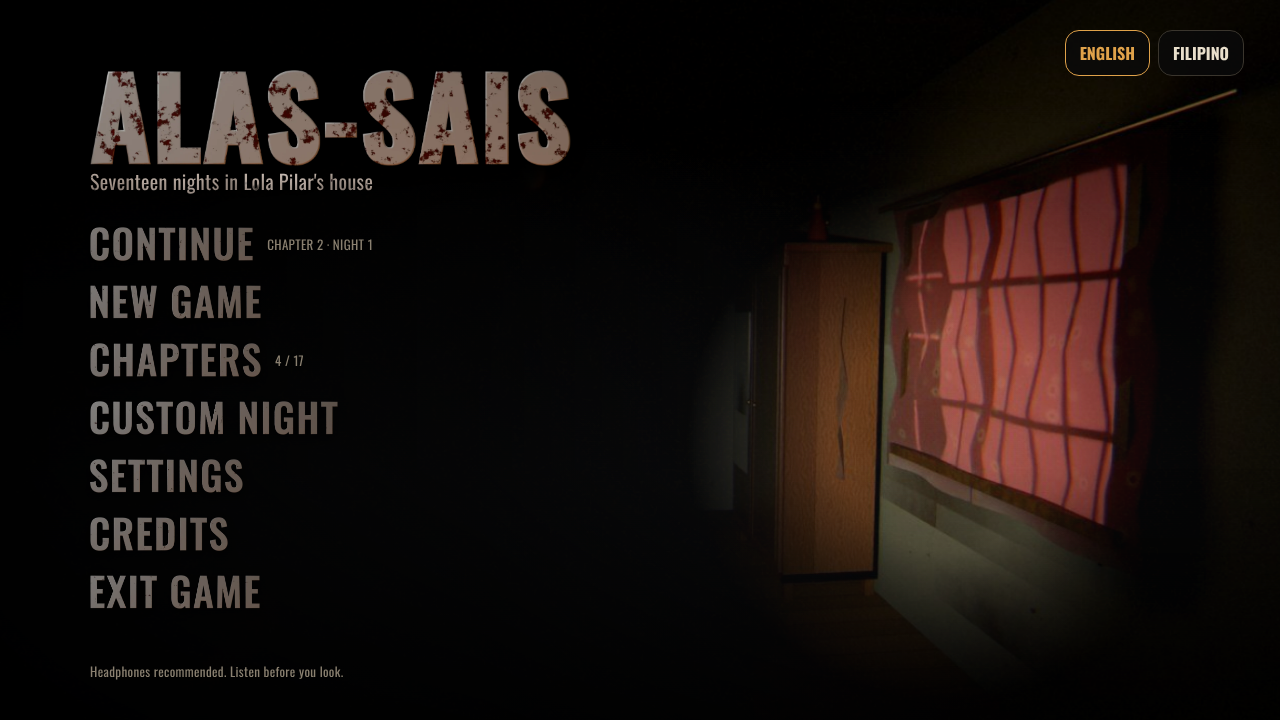 ENGLISH
FILIPINO
ALAS-SAIS
Seventeen nights in Lola Pilar's house
CONTINUE CHAPTER 2 · NIGHT 1
NEW GAME
CHAPTERS 4 / 17
CUSTOM NIGHT
SETTINGS
CREDITS
EXIT GAME
Headphones recommended. Listen before you look.